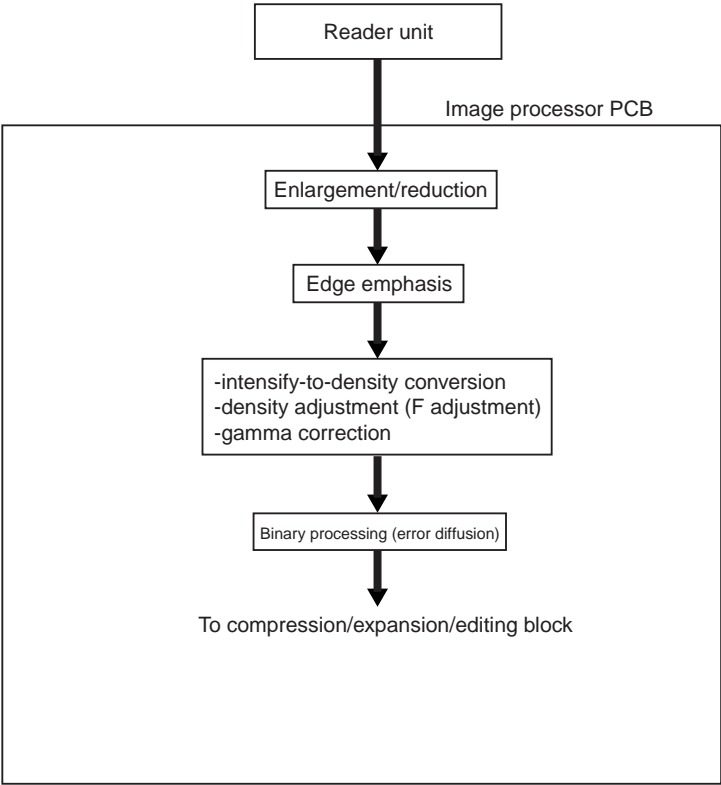 Reader unit
Image processor PCB
Enlargement/reduction
Edge emphasis
-intensify-to-density conversion
-density adjustment (F adjustment)
-gamma correction
Binary processing (error diffusion)
To compression/expansion/editing block